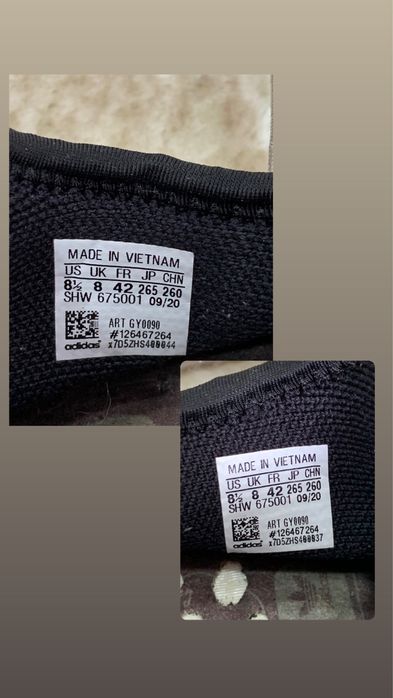 MADE IN VIETNAM
US UK FR JP CHN
8½ 8 42 265 260
SHW 675001 09/20
ART GY0090
#126467264
adidas x7D5ZHS400044
MADE IN VIETNAM
US UK FR JP CHN
8½ 8 42 265 260
SHW 675001 09/20
ART GY0090
#126467264
adidas x7D5ZHS400037